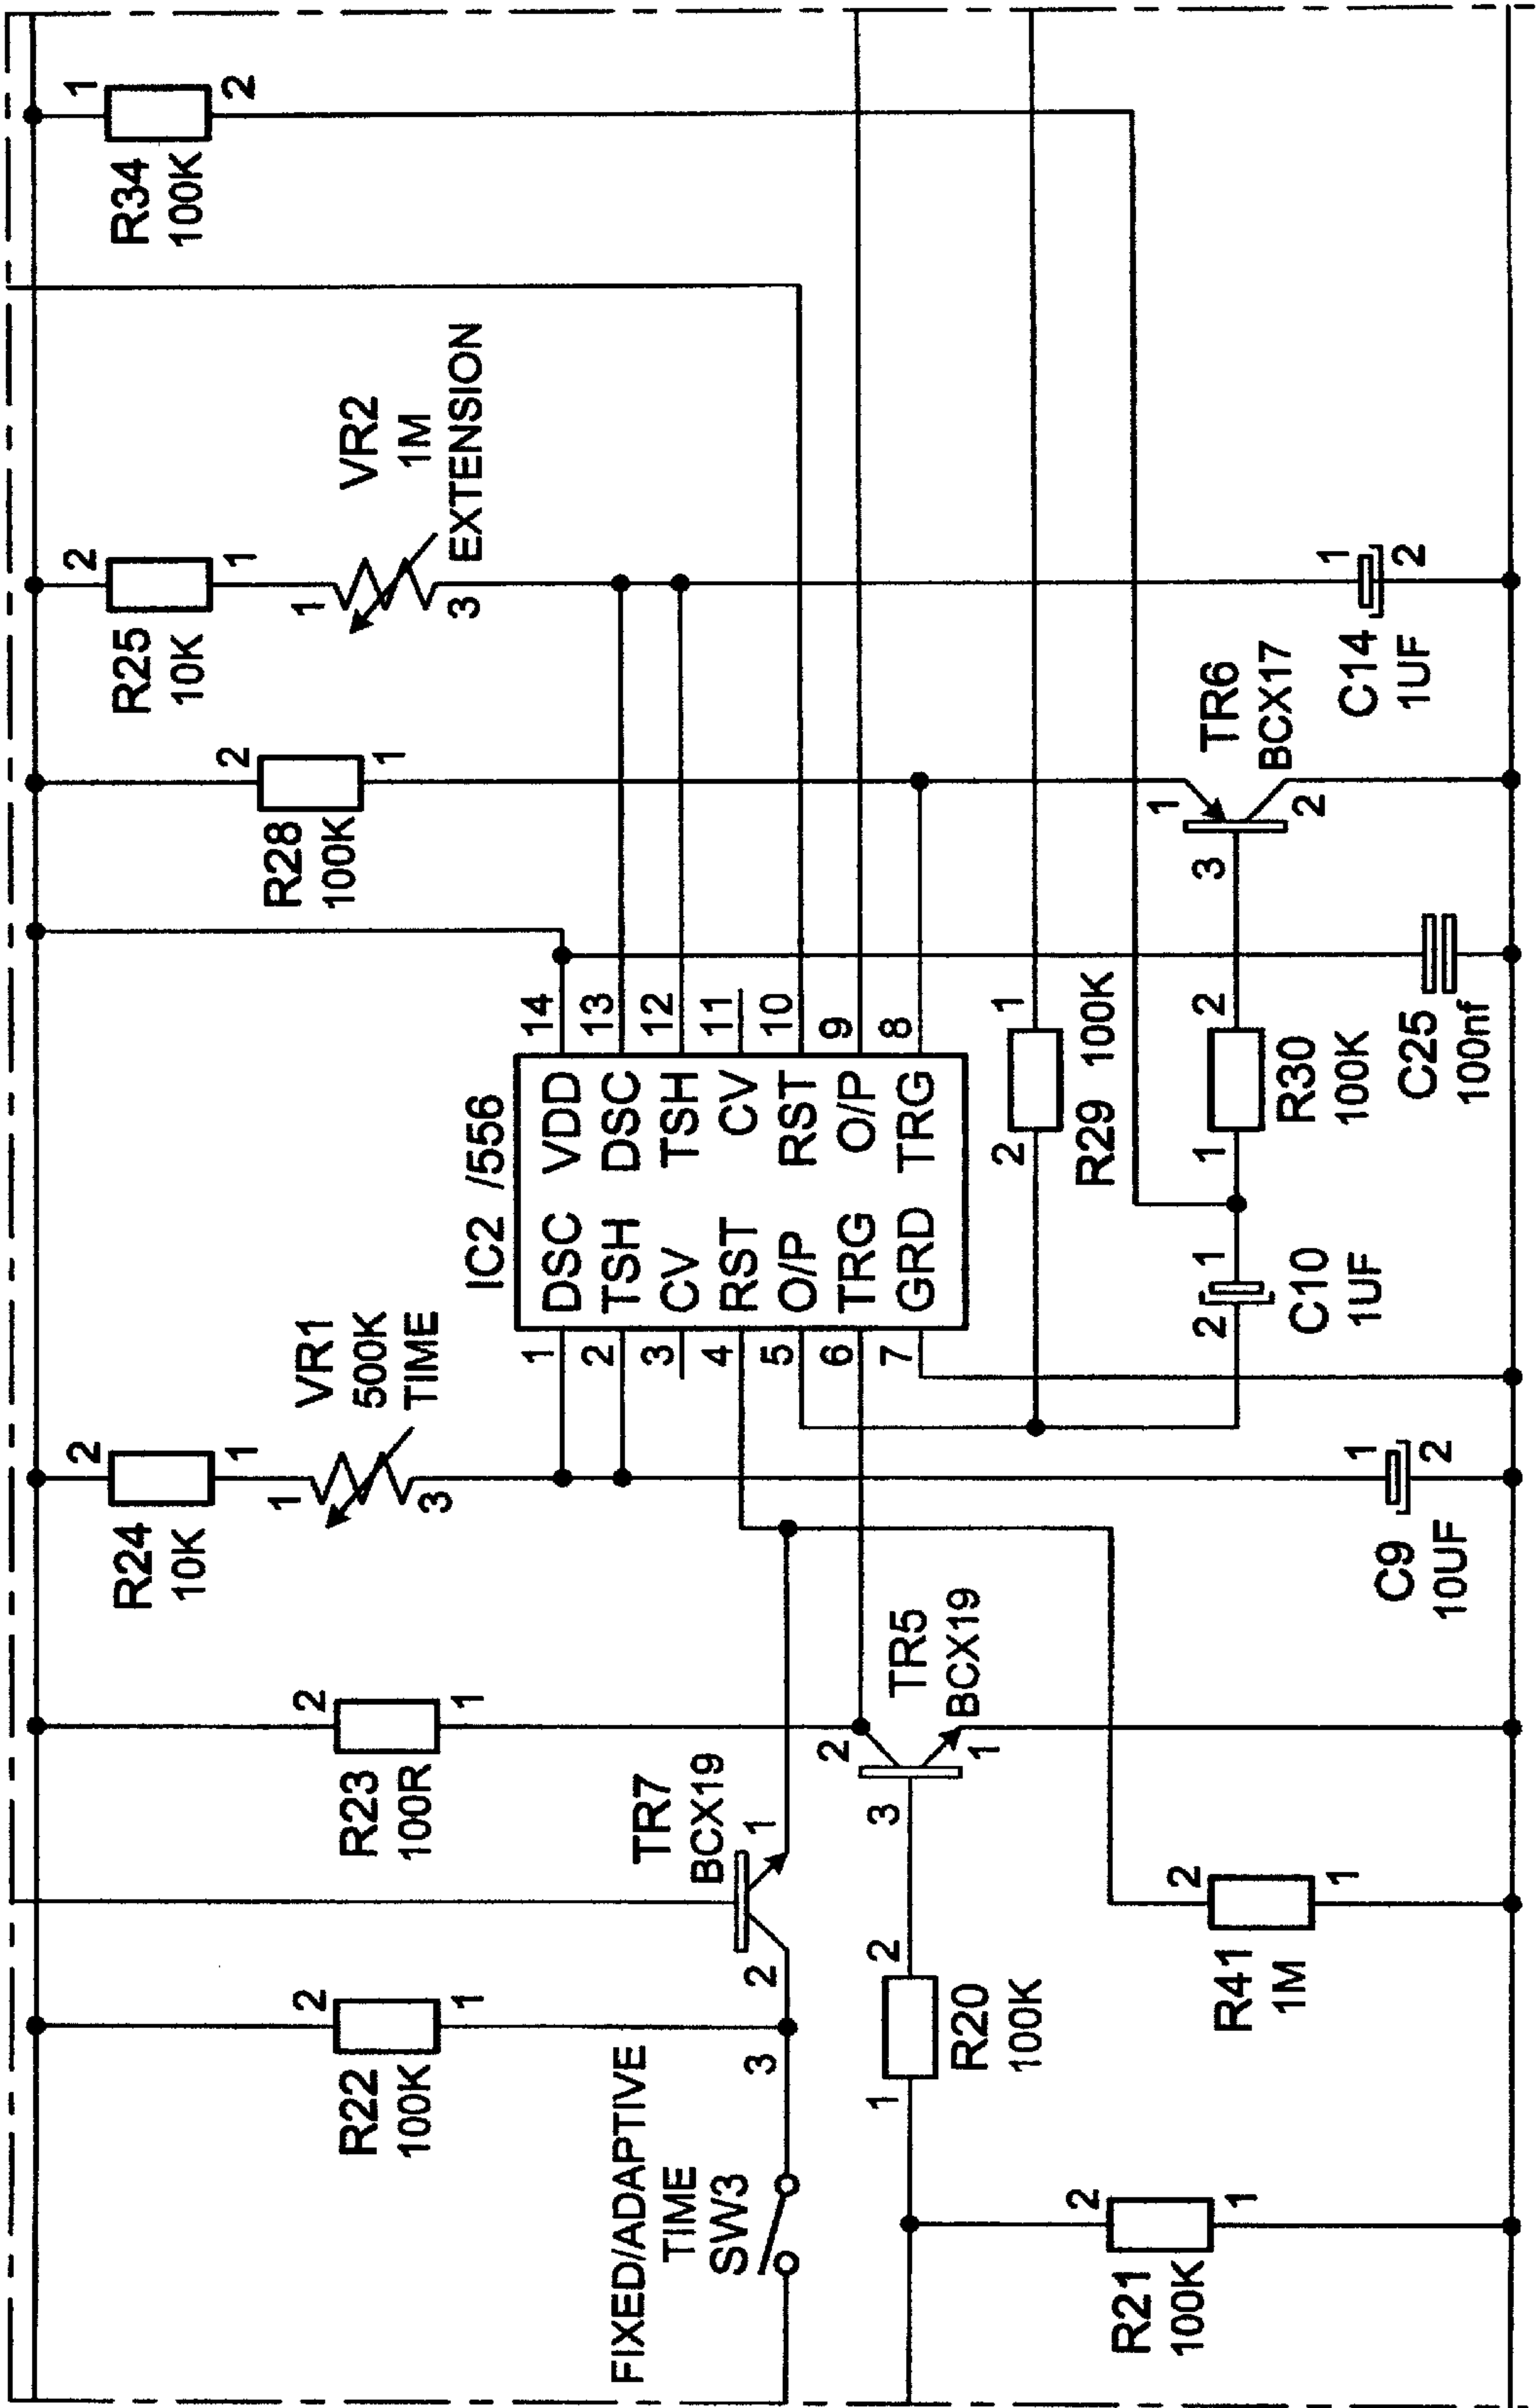 R22
100K
2
1
FIXED/ADAPTIVE
TIME
SW3
3
2
TR7
BCX19
1
R23
100R
2
1
R24
10K
2
1
VR1
500K
TIME
1
3
IC2 /556
1 DSC VDD 14
2 TSH DSC 13
3 CV TSH 12
4 RST CV 11
5 O/P RST 10
6 TRG O/P 9
7 GRD TRG 8
R28
100K
2
1
R25
10K
2
1
VR2
1M
EXTENSION
1
3
R34
100K
1
2
R21
100K
2
1
R20
100K
1
2
TR5
BCX19
2
3
1
R41
1M
2
1
C9
10UF
1
2
2
1
R29 100K
2
1
C10
1UF
1
2
R30
100K
C25
100nf
TR6
BCX17
1
3
2
C14
1UF
1
2